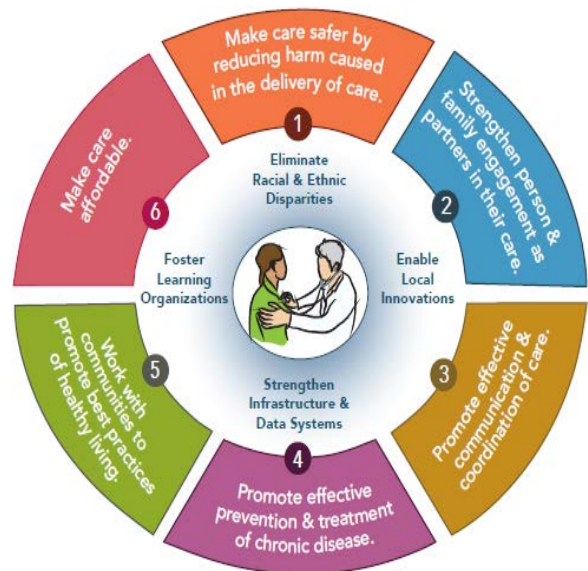 Make care safer by
reducing harm caused
in the delivery of care.
1
Strengthen person &
family engagement as
partners in their care.
2
Promote effective
communication &
coordination of care.
3
Promote effective
prevention & treatment
of chronic disease.
4
Work with
communities to
promote best practices
of healthy living.
5
Make care
affordable.
6
Eliminate
Racial & Ethnic
Disparities
Enable
Local
Innovations
Strengthen
Infrastructure &
Data Systems
Foster
Learning
Organizations